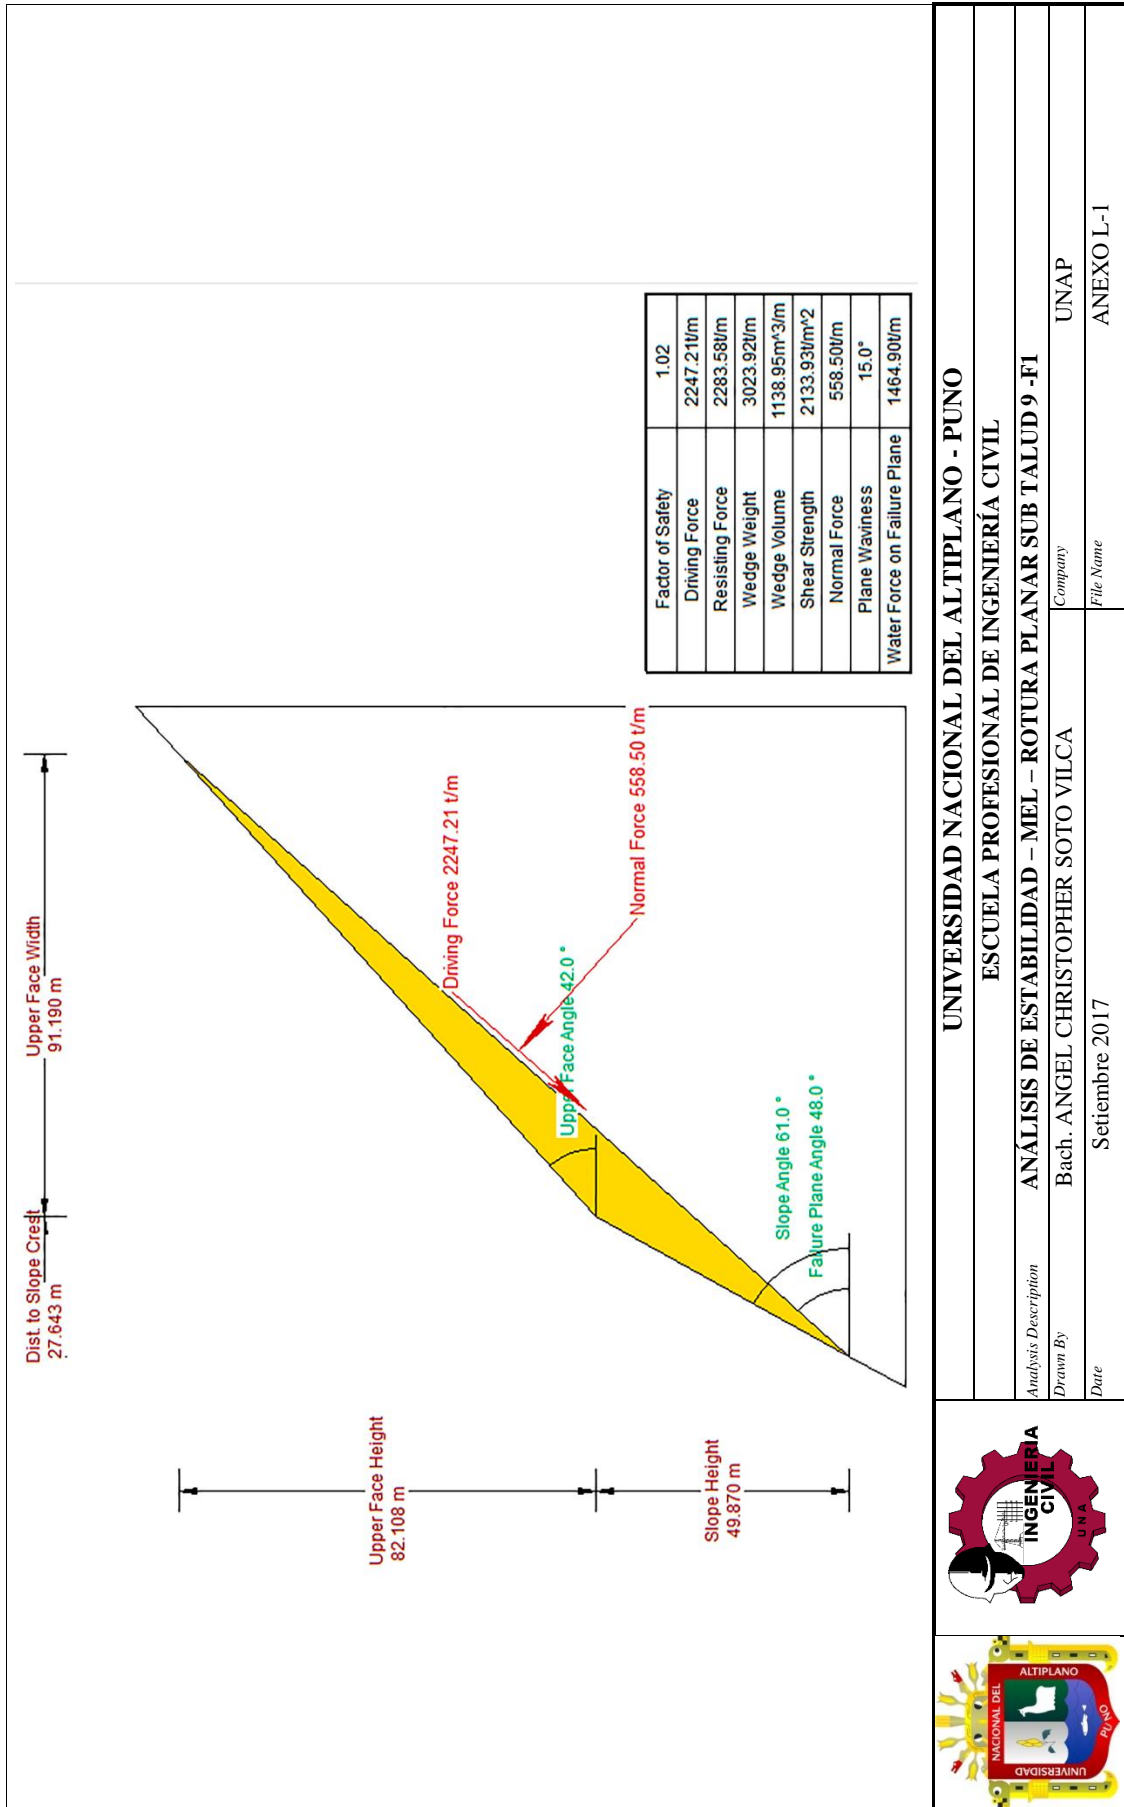 Dist. to Slope Crest
27.643 m
Upper Face Width
91.190 m
Upper Face Height
82.108 m
Slope Height
49.870 m
Driving Force 2247.21 t/m
Normal Force 558.50 t/m
Upper Face Angle 42.0 °
Slope Angle 61.0 °
Failure Plane Angle 48.0 °
Factor of Safety 1.02
Driving Force 2247.21t/m
Resisting Force 2283.58t/m
Wedge Weight 3023.92t/m
Wedge Volume 1138.95m^3/m
Shear Strength 2133.93t/m^2
Normal Force 558.50t/m
Plane Waviness 15.0°
Water Force on Failure Plane 1464.90t/m
UNIVERSIDAD NACIONAL DEL ALTIPLANO - PUNO
ESCUELA PROFESIONAL DE INGENIERÍA CIVIL
Analysis Description ANÁLISIS DE ESTABILIDAD – MEL – ROTURA PLANAR SUB TALUD 9 -F1
Drawn By Bach. ANGEL CHRISTOPHER SOTO VILCA Company UNAP
Date Setiembre 2017 File Name ANEXO L-1
NACIONAL DEL
ALTIPLANO
UNIVERSIDAD
PUNO
INGENIERIA
CIVIL
UNA